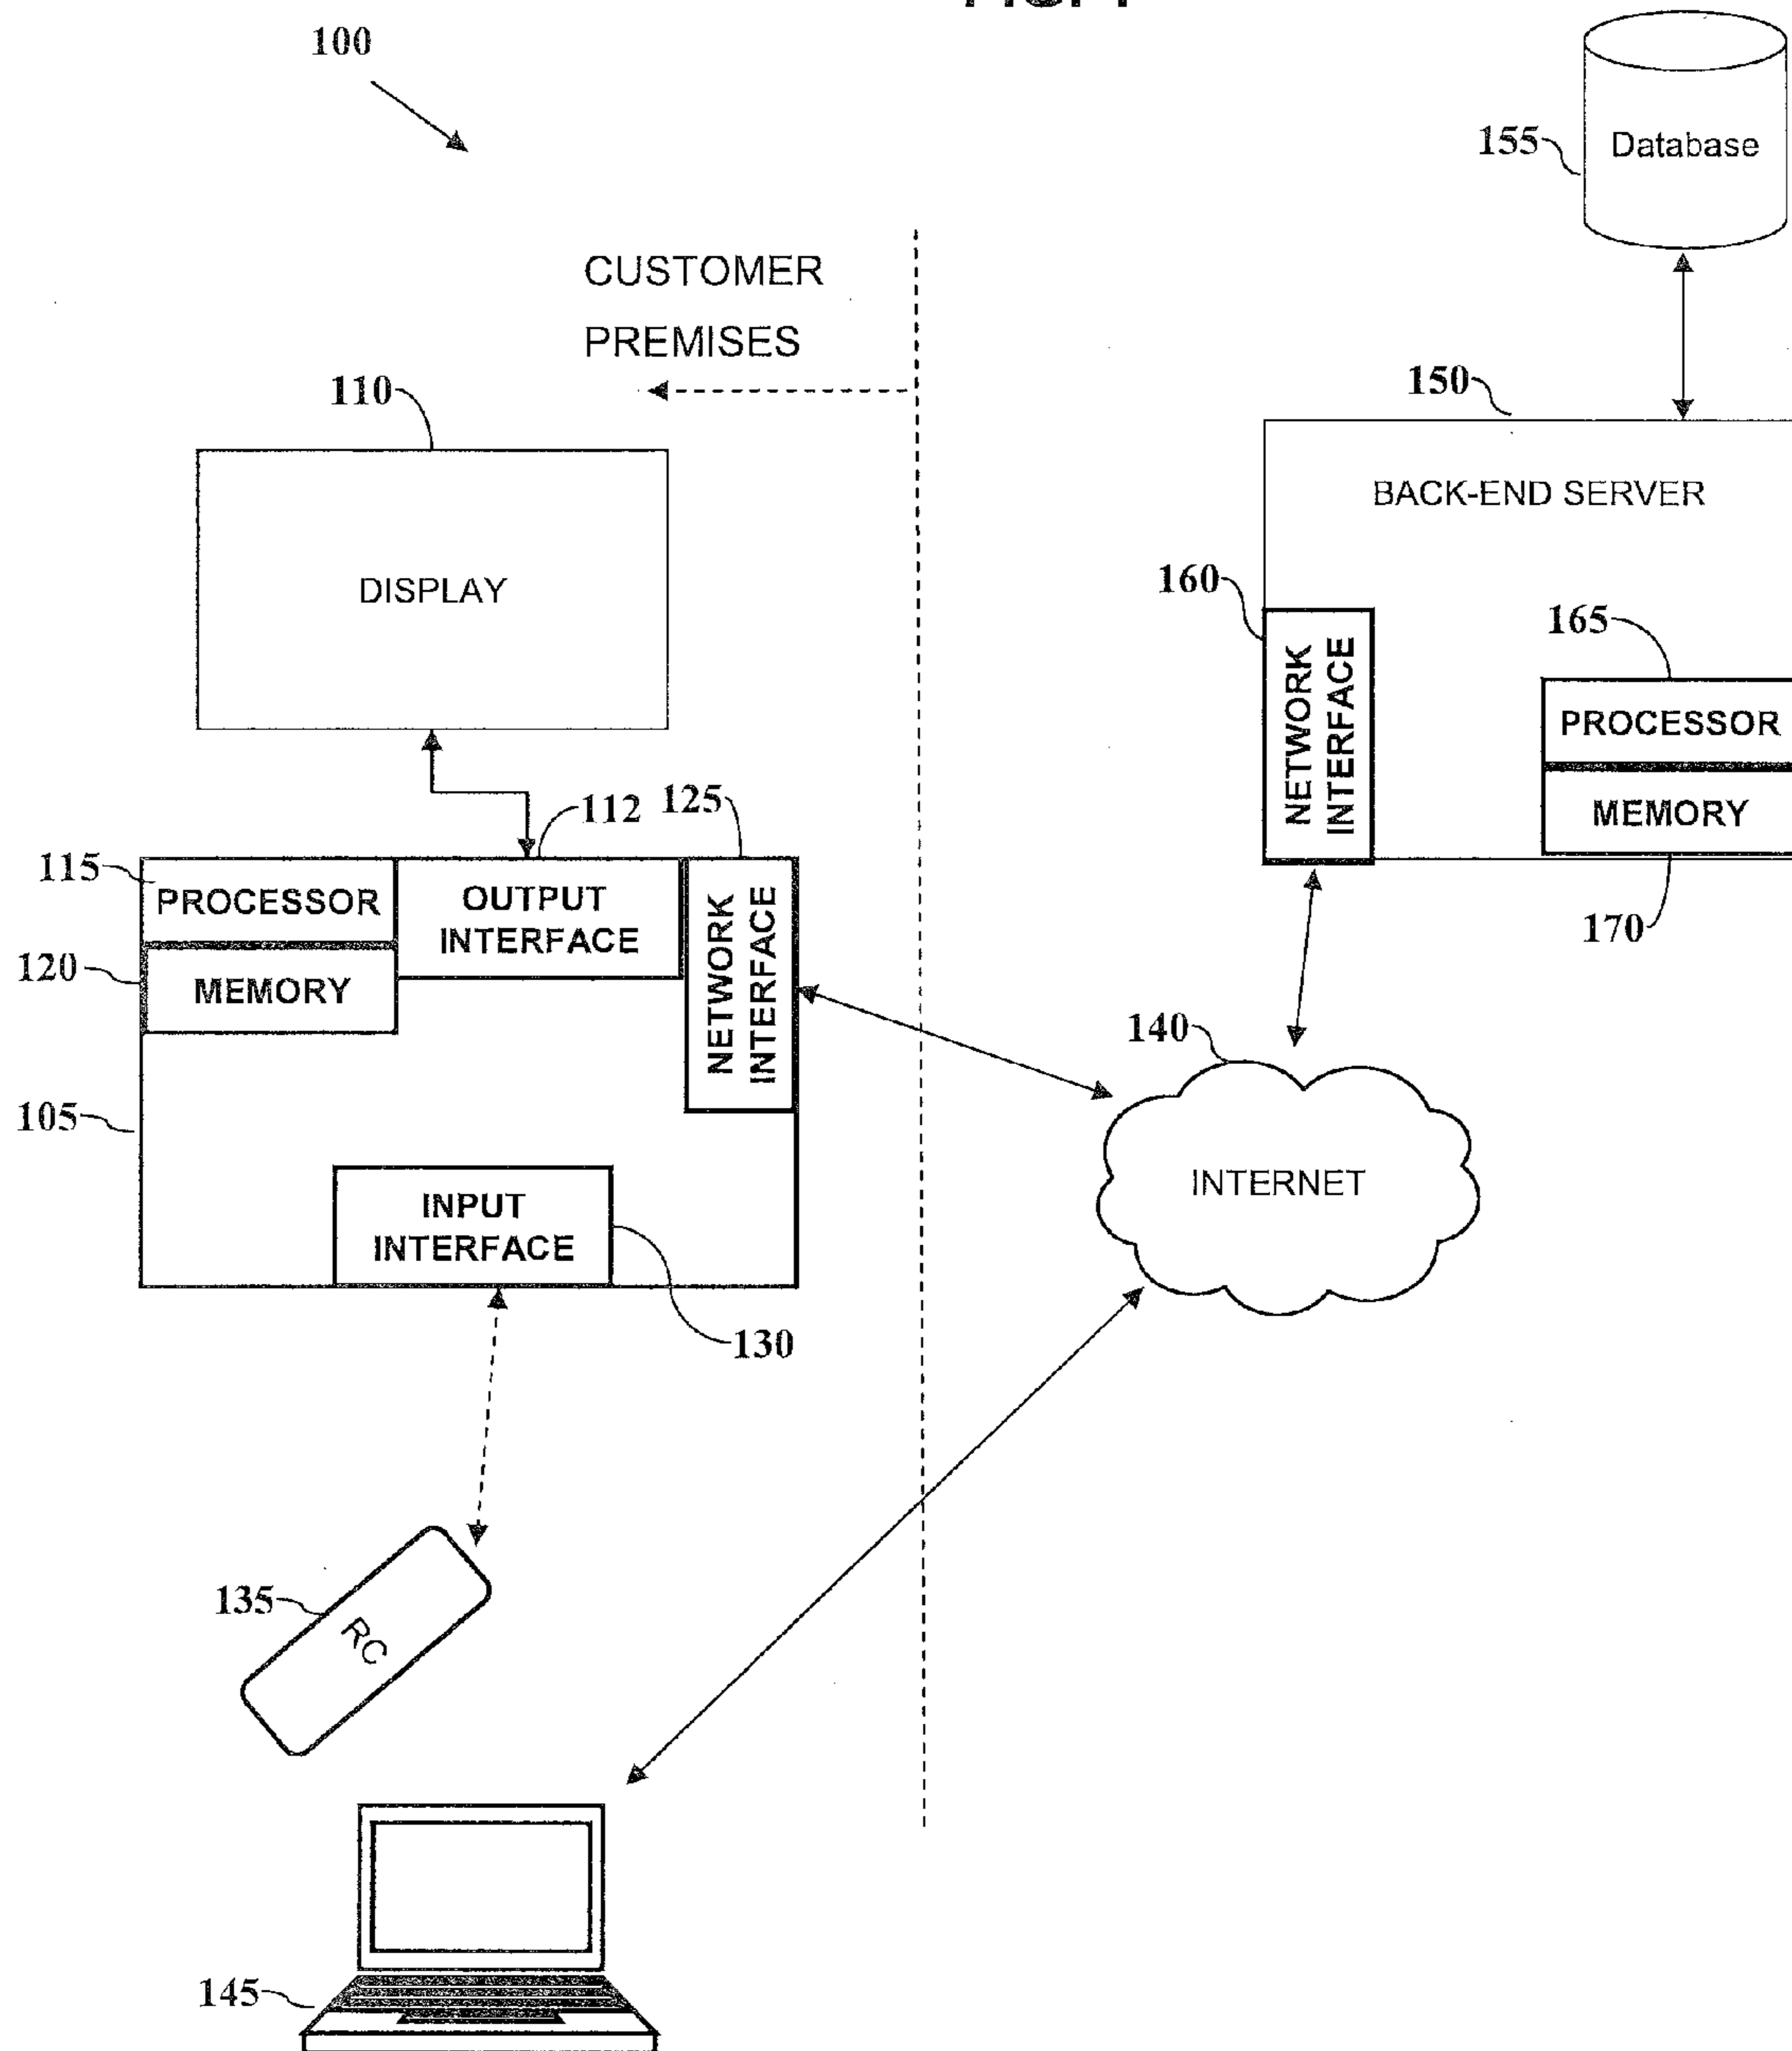 100
155
Database
CUSTOMER
PREMISES
110
150
BACK-END SERVER
DISPLAY
160
NETWORK
INTERFACE
165
PROCESSOR
MEMORY
170
112
125
115
PROCESSOR
OUTPUT
INTERFACE
NETWORK
INTERFACE
120
MEMORY
105
140
INTERNET
INPUT
INTERFACE
130
135
RC
145